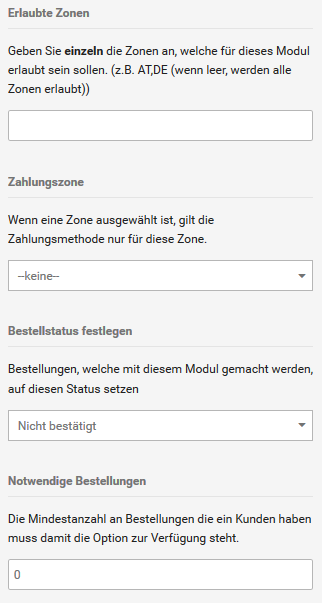 Erlaubte Zonen
Geben Sie einzeln die Zonen an, welche für dieses Modul
erlaubt sein sollen. (z.B. AT,DE (wenn leer, werden alle
Zonen erlaubt))
Zahlungszone
Wenn eine Zone ausgewählt ist, gilt die
Zahlungsmethode nur für diese Zone.
--keine--
Bestellstatus festlegen
Bestellungen, welche mit diesem Modul gemacht werden,
auf diesen Status setzen
Nicht bestätigt
Notwendige Bestellungen
Die Mindestanzahl an Bestellungen die ein Kunden haben
muss damit die Option zur Verfügung steht.
0